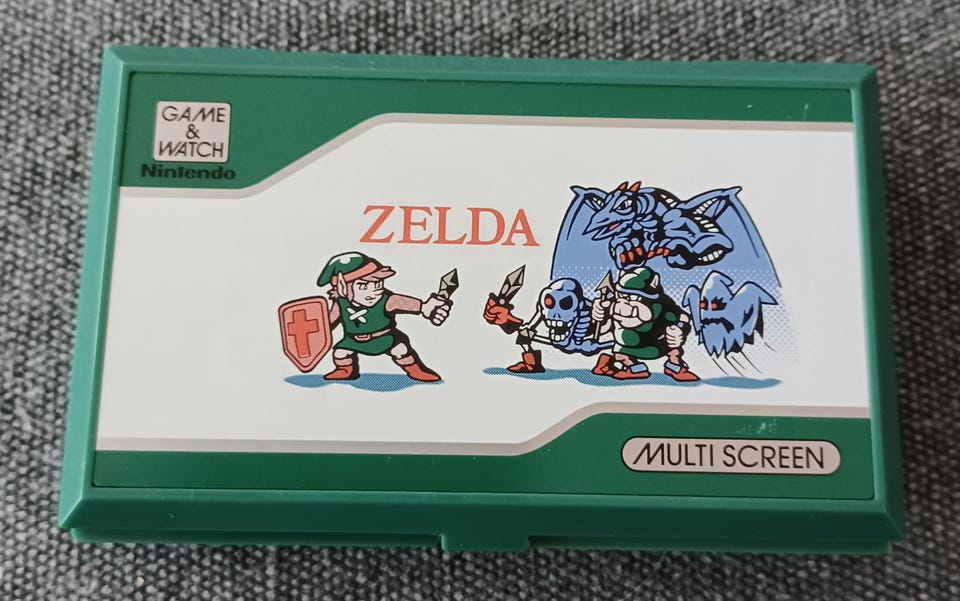 GAME
&
WATCH
Nintendo
ZELDA
MULTI SCREEN